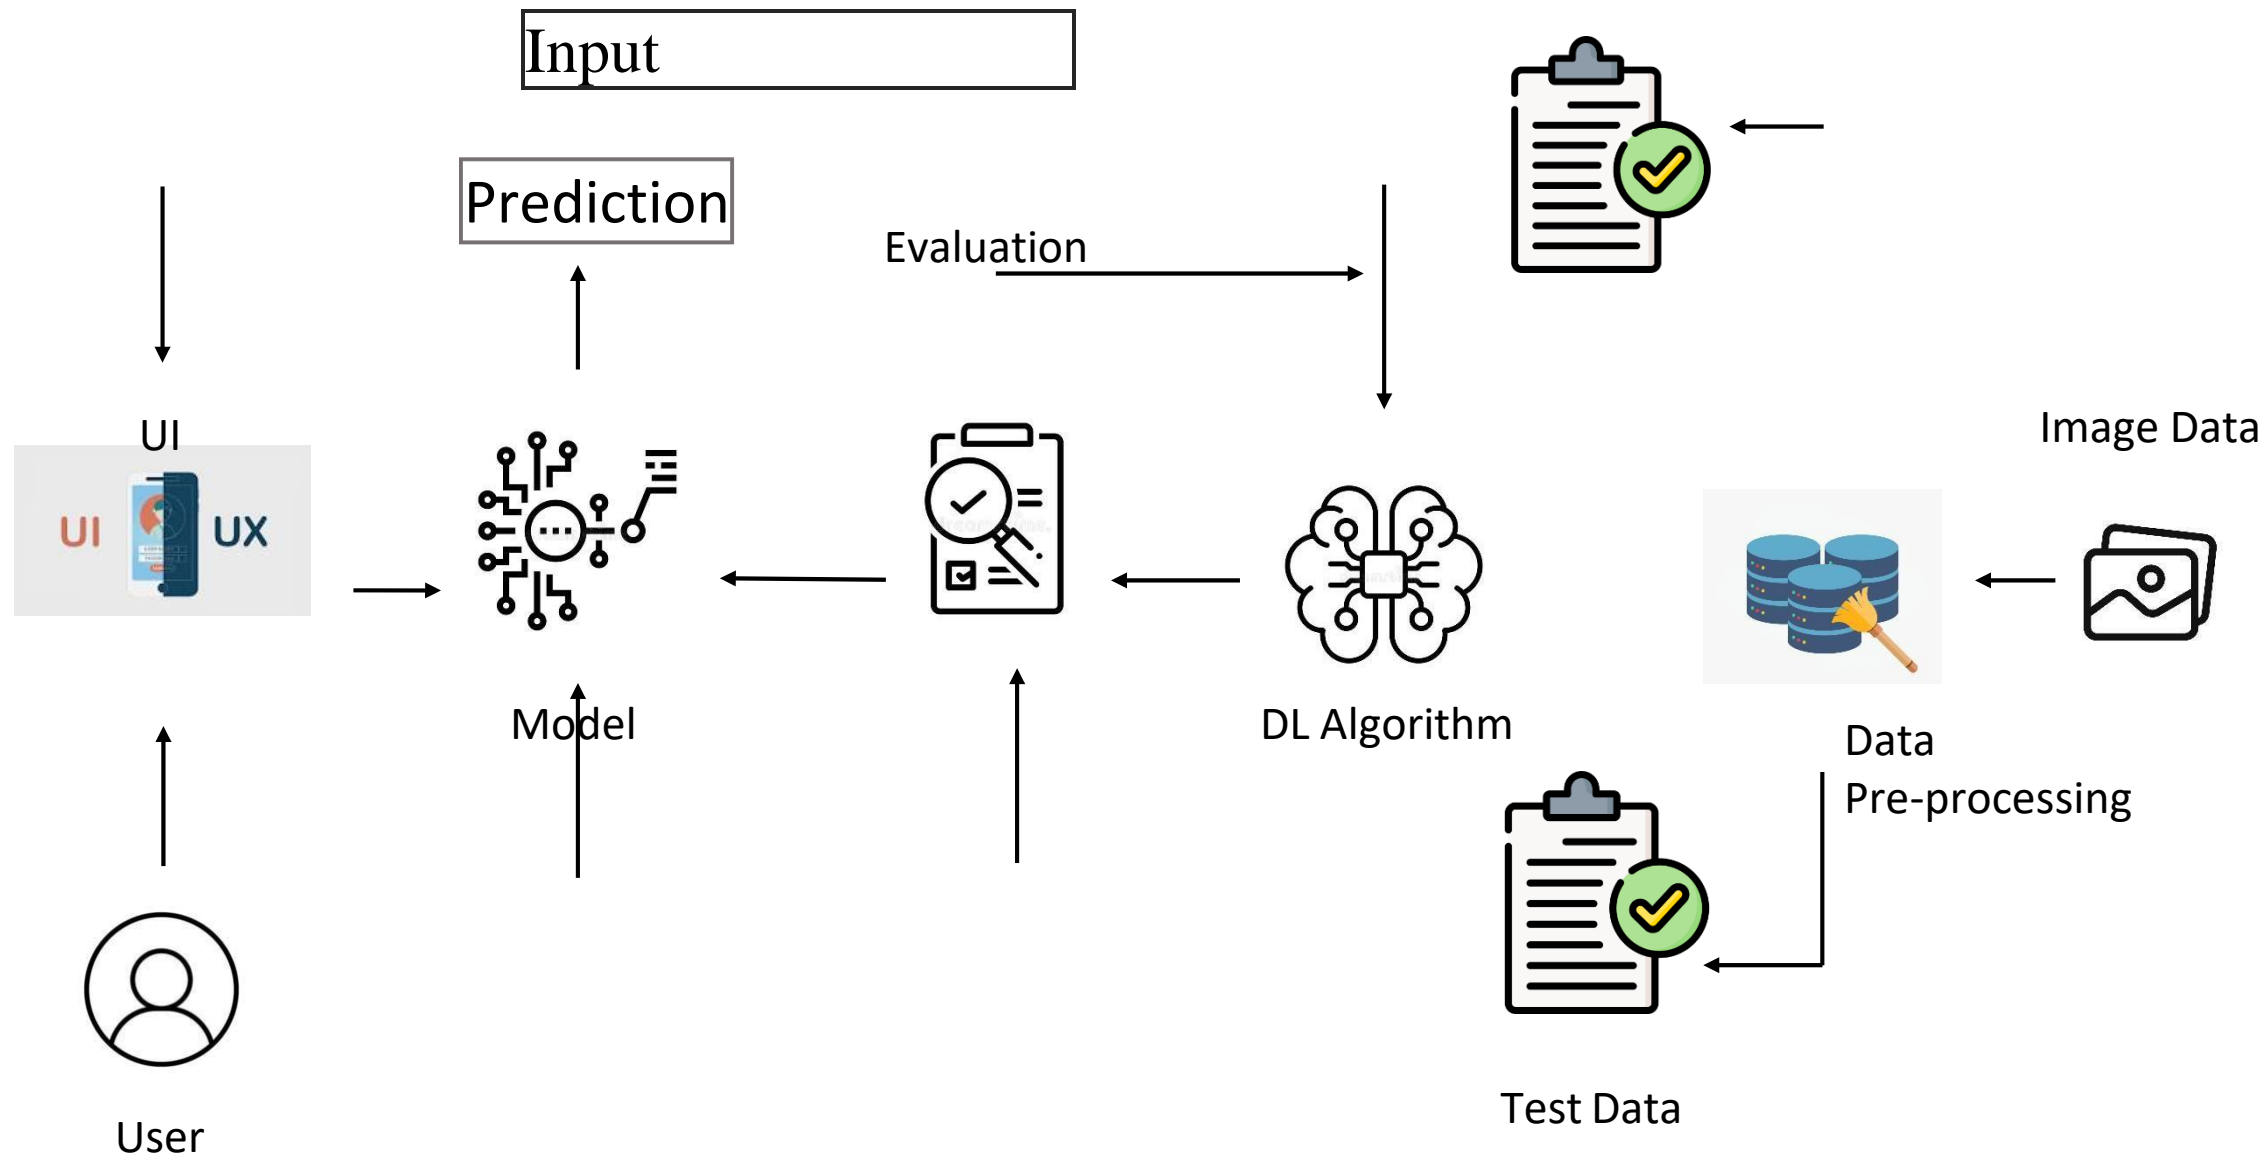 Input
Prediction
Evaluation
UI
Image Data
UI UX
Model
DL Algorithm
Data
Pre-processing
Test Data
User